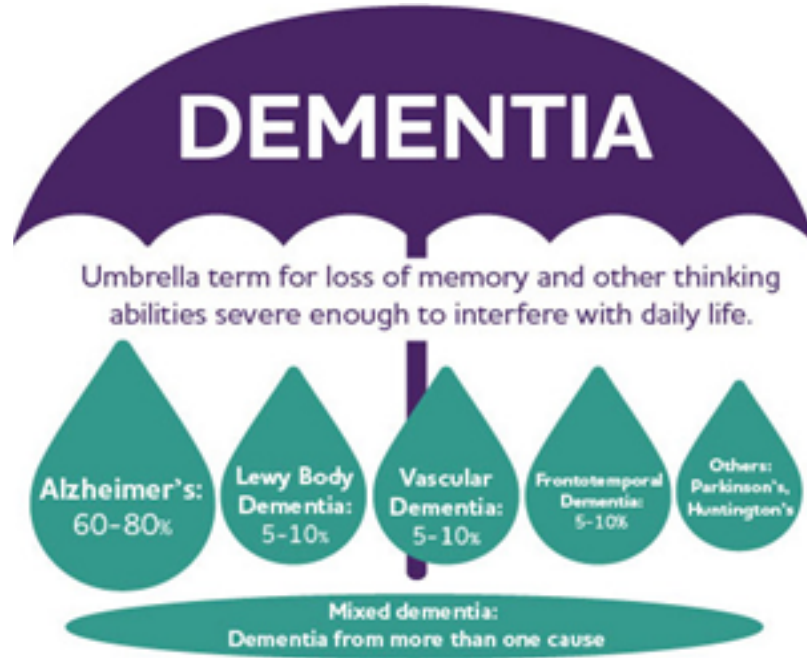 DEMENTIA
Umbrella term for loss of memory and other thinking
abilities severe enough to interfere with daily life.
Alzheimer's:
60-80%
Lewy Body
Dementia:
5-10%
Vascular
Dementia:
5-10%
Frontotemporal
Dementia:
5-10%
Others:
Parkinson's,
Huntington's
Mixed dementia:
Dementia from more than one cause